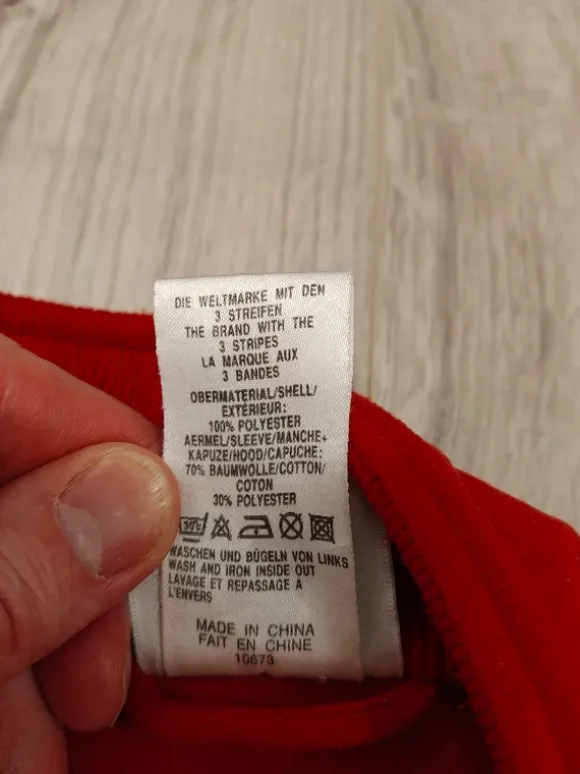 DIE WELTMARKE MIT DEN
3 STREIFEN
THE BRAND WITH THE
3 STRIPES
LA MARQUE AUX
3 BANDES
OBERMATERIAL/SHELL/
EXTÉRIEUR:
100% POLYESTER
AERMEL/SLEEVE/MANCHE+
KAPUZE/HOOD/CAPUCHE:
70% BAUMWOLLE/COTTON/
COTON
30% POLYESTER
30°C
WASCHEN UND BÜGELN VON LINKS
WASH AND IRON INSIDE OUT
LAVAGE ET REPASSAGE À
L'ENVERS
MADE IN CHINA
FAIT EN CHINE
10673